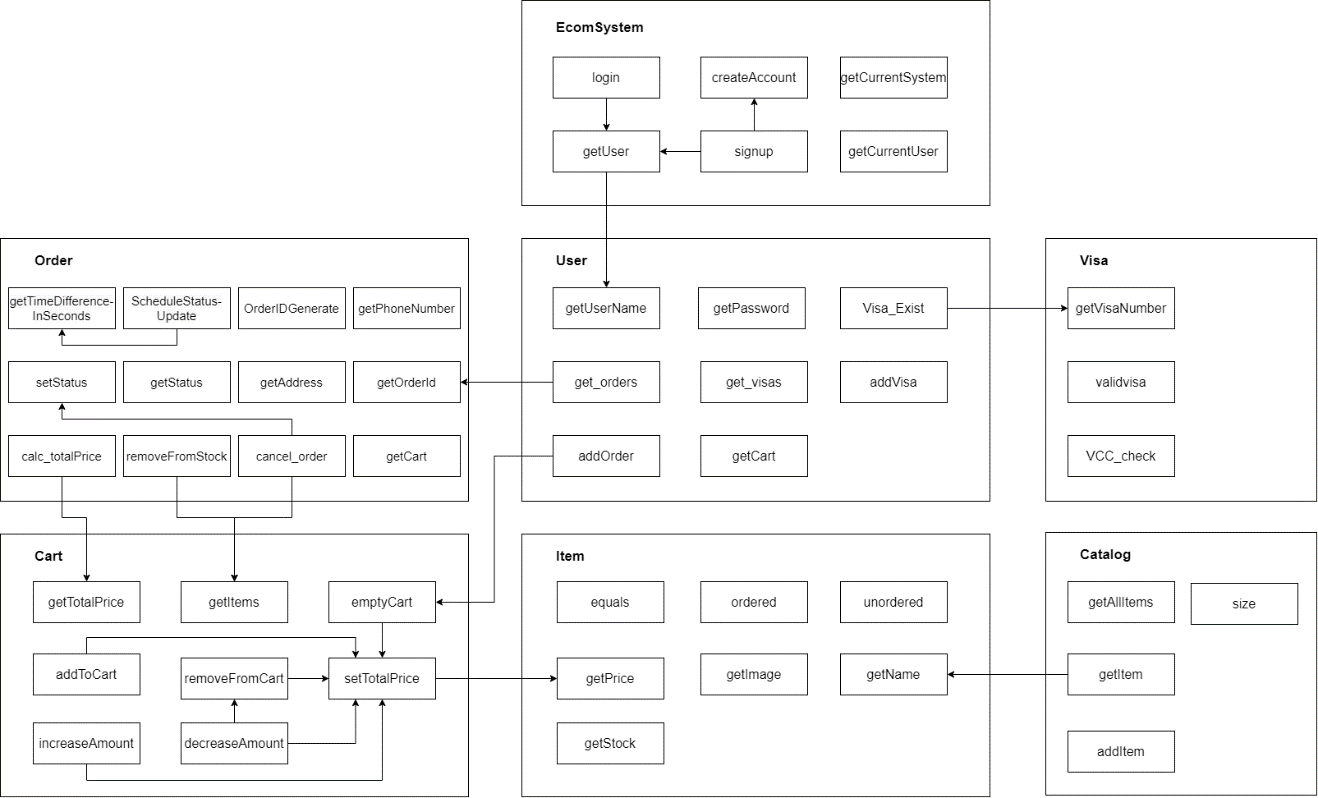 EcomSystem
login
createAccount
getCurrentSystem
getUser
signup
getCurrentUser
Order
getTimeDifference-
InSeconds
ScheduleStatus-
Update
OrderIDGenerate
getPhoneNumber
setStatus
getStatus
getAddress
getOrderId
calc_totalPrice
removeFromStock
cancel_order
getCart
User
getUserName
getPassword
Visa_Exist
get_orders
get_visas
addVisa
addOrder
getCart
Visa
getVisaNumber
validvisa
VCC_check
Cart
getTotalPrice
getItems
emptyCart
addToCart
removeFromCart
setTotalPrice
increaseAmount
decreaseAmount
Item
equals
ordered
unordered
getPrice
getImage
getName
getStock
Catalog
getAllItems
size
getItem
addItem